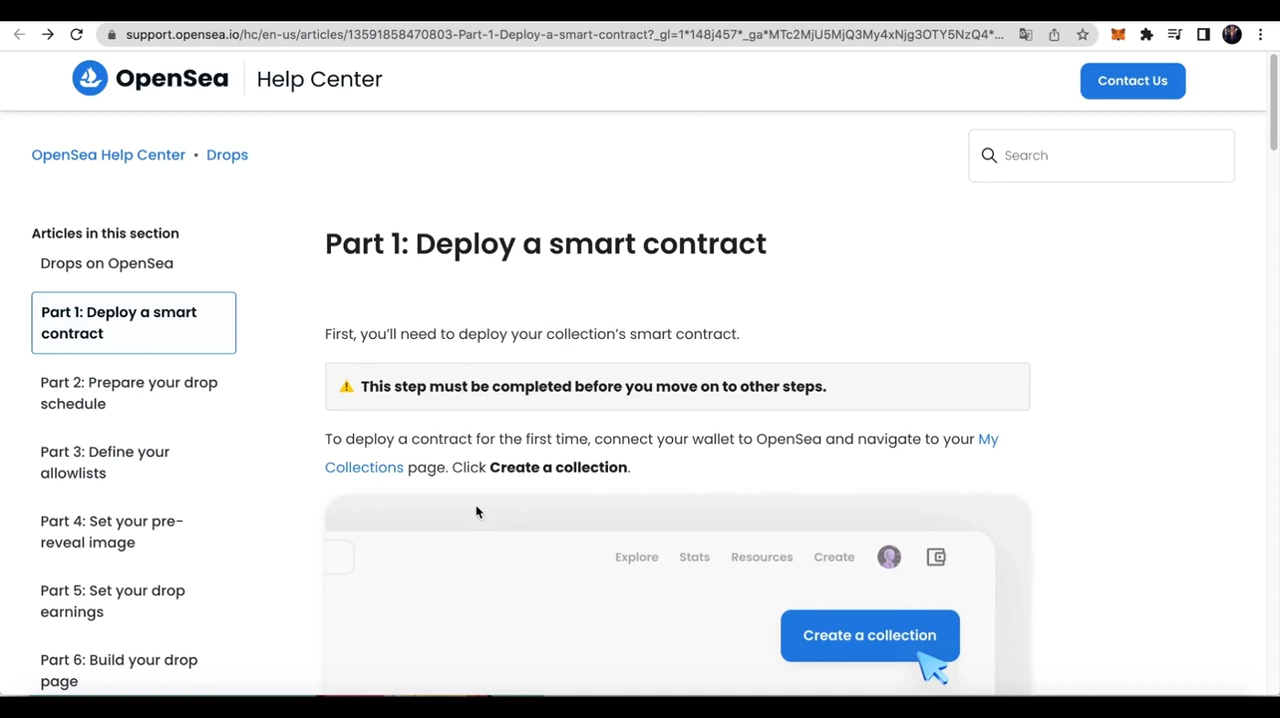 support.opensea.io/hc/en-us/articles/13591858470803-Part-1-Deploy-a-smart-contract?_gl=1*148j457*_ga*MTc2MjU5MjQ3My4xNjg3OTY5NzQ4*...
OpenSea Help Center Contact Us
OpenSea Help Center • Drops
Search
Articles in this section
Drops on OpenSea
Part 1: Deploy a smart
contract
Part 2: Prepare your drop
schedule
Part 3: Define your
allowlists
Part 4: Set your pre-
reveal image
Part 5: Set your drop
earnings
Part 6: Build your drop
page
Part 1: Deploy a smart contract
First, you’ll need to deploy your collection’s smart contract.
This step must be completed before you move on to other steps.
To deploy a contract for the first time, connect your wallet to OpenSea and navigate to your My
Collections page. Click Create a collection.
Explore Stats Resources Create
Create a collection